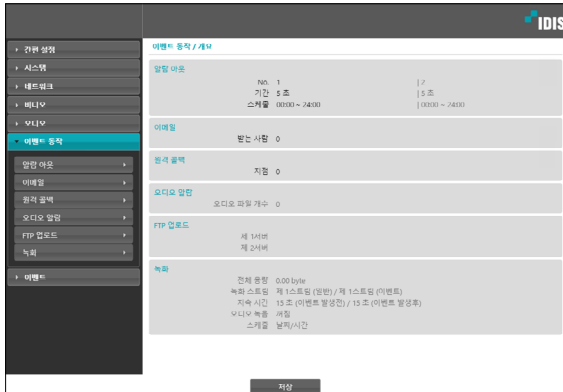 IDIS
간편 설정
시스템
네트워크
비디오
오디오
이벤트 동작
알람 아웃
이메일
원격 콜백
오디오 알림
FTP 업로드
녹화
이벤트
이벤트 동작 / 개요
알람 아웃
No. 1 | 2
기간 5 초 | 5 초
스케줄 00:00 ~ 24:00 | 00:00 ~ 24:00
이메일
받는 사람 0
원격 콜백
지점 0
오디오 알람
오디오 파일 개수 0
FTP 업로드
제 1서버
제 2서버
녹화
전체 용량 0.00 byte
녹화 스트림 제 1스트림 (일반) / 제 1스트림 (이벤트)
지속 시간 15 초 (이벤트 발생전) / 15 초 (이벤트 발생후)
오디오 녹음 꺼짐
스케줄 날짜/시간
저장